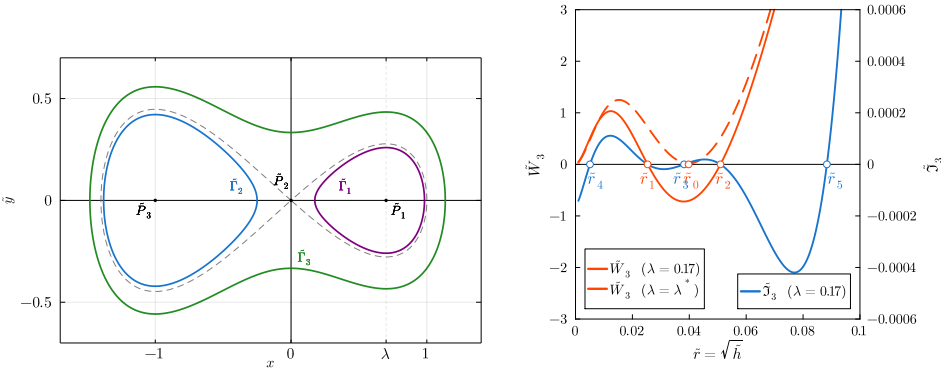 0.5
0
−0.5
ỹ
−1
0
λ
1
x
Γ̃₂
P̃₂
Γ̃₁
P̃₃
P̃₁
Γ̃₃
3
2
1
0
−1
−2
−3
W̃₃
0.0006
0.0004
0.0002
0
−0.0002
−0.0004
−0.0006
ℑ̃₃
r̃₄ r̃₁ r̃₃ r̃₀ r̃₂ r̃₅
W̃₃ (λ = 0.17)
W̃₃ (λ = λ*)
ℑ̃₃ (λ = 0.17)
0 0.02 0.04 0.06 0.08 0.1
r̃ = √h̃